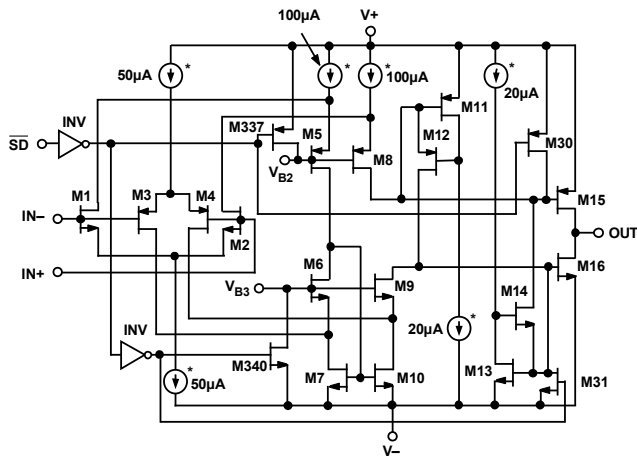 100µA
V+
50µA
*
*
*
100µA
*
20µA
M11
M337
M5
M12
M30
INV
SD
VB2
M8
M15
M1
M3
M4
IN–
OUT
M2
M16
IN+
M6
M9
M14
VB3
20µA
*
INV
M340
*
50µA
M7
M10
M13
M31
V–